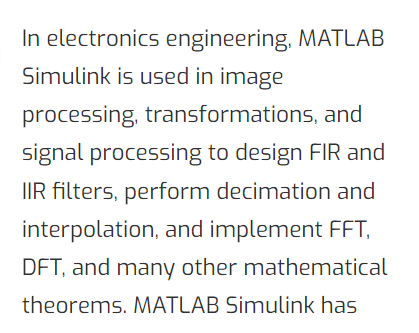 In electronics engineering, MATLAB
Simulink is used in image
processing, transformations, and
signal processing to design FIR and
IIR filters, perform decimation and
interpolation, and implement FFT,
DFT, and many other mathematical
theorems. MATLAB Simulink has